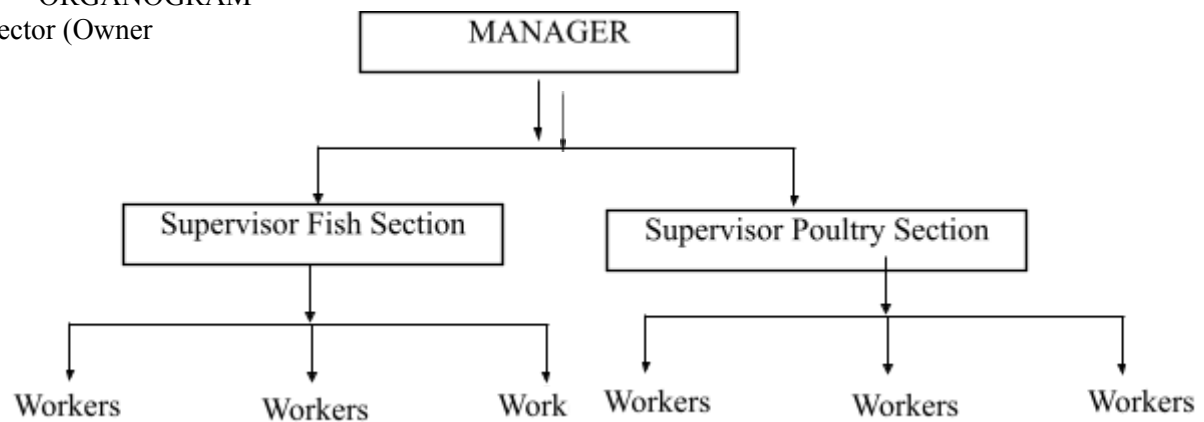 ORGANOGRAM
ector (Owner
MANAGER
Supervisor Fish Section
Supervisor Poultry Section
Workers
Workers
Work
Workers
Workers
Workers